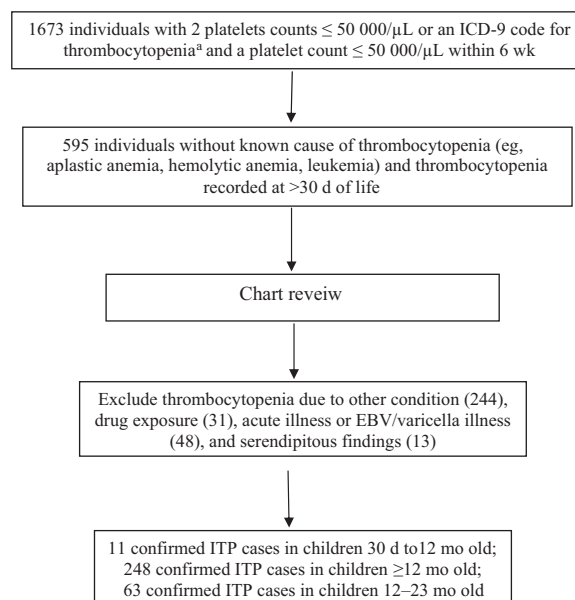 1673 individuals with 2 platelets counts ≤ 50 000/µL or an ICD-9 code for
thrombocytopeniaᵃ and a platelet count ≤ 50 000/µL within 6 wk
595 individuals without known cause of thrombocytopenia (eg,
aplastic anemia, hemolytic anemia, leukemia) and thrombocytopenia
recorded at >30 d of life
Chart reveiw
Exclude thrombocytopenia due to other condition (244),
drug exposure (31), acute illness or EBV/varicella illness
(48), and serendipitous findings (13)
11 confirmed ITP cases in children 30 d to12 mo old;
248 confirmed ITP cases in children ≥12 mo old;
63 confirmed ITP cases in children 12–23 mo old